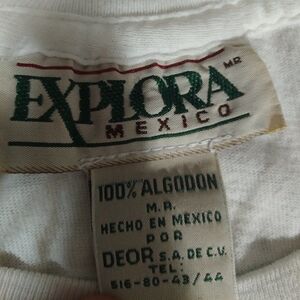 EXPLORA MR
MEXICO
100% ALGODON
M.R.
HECHO EN MEXICO
POR
DEOR S.A. DE C.V.
TEL:
516-80-43/44